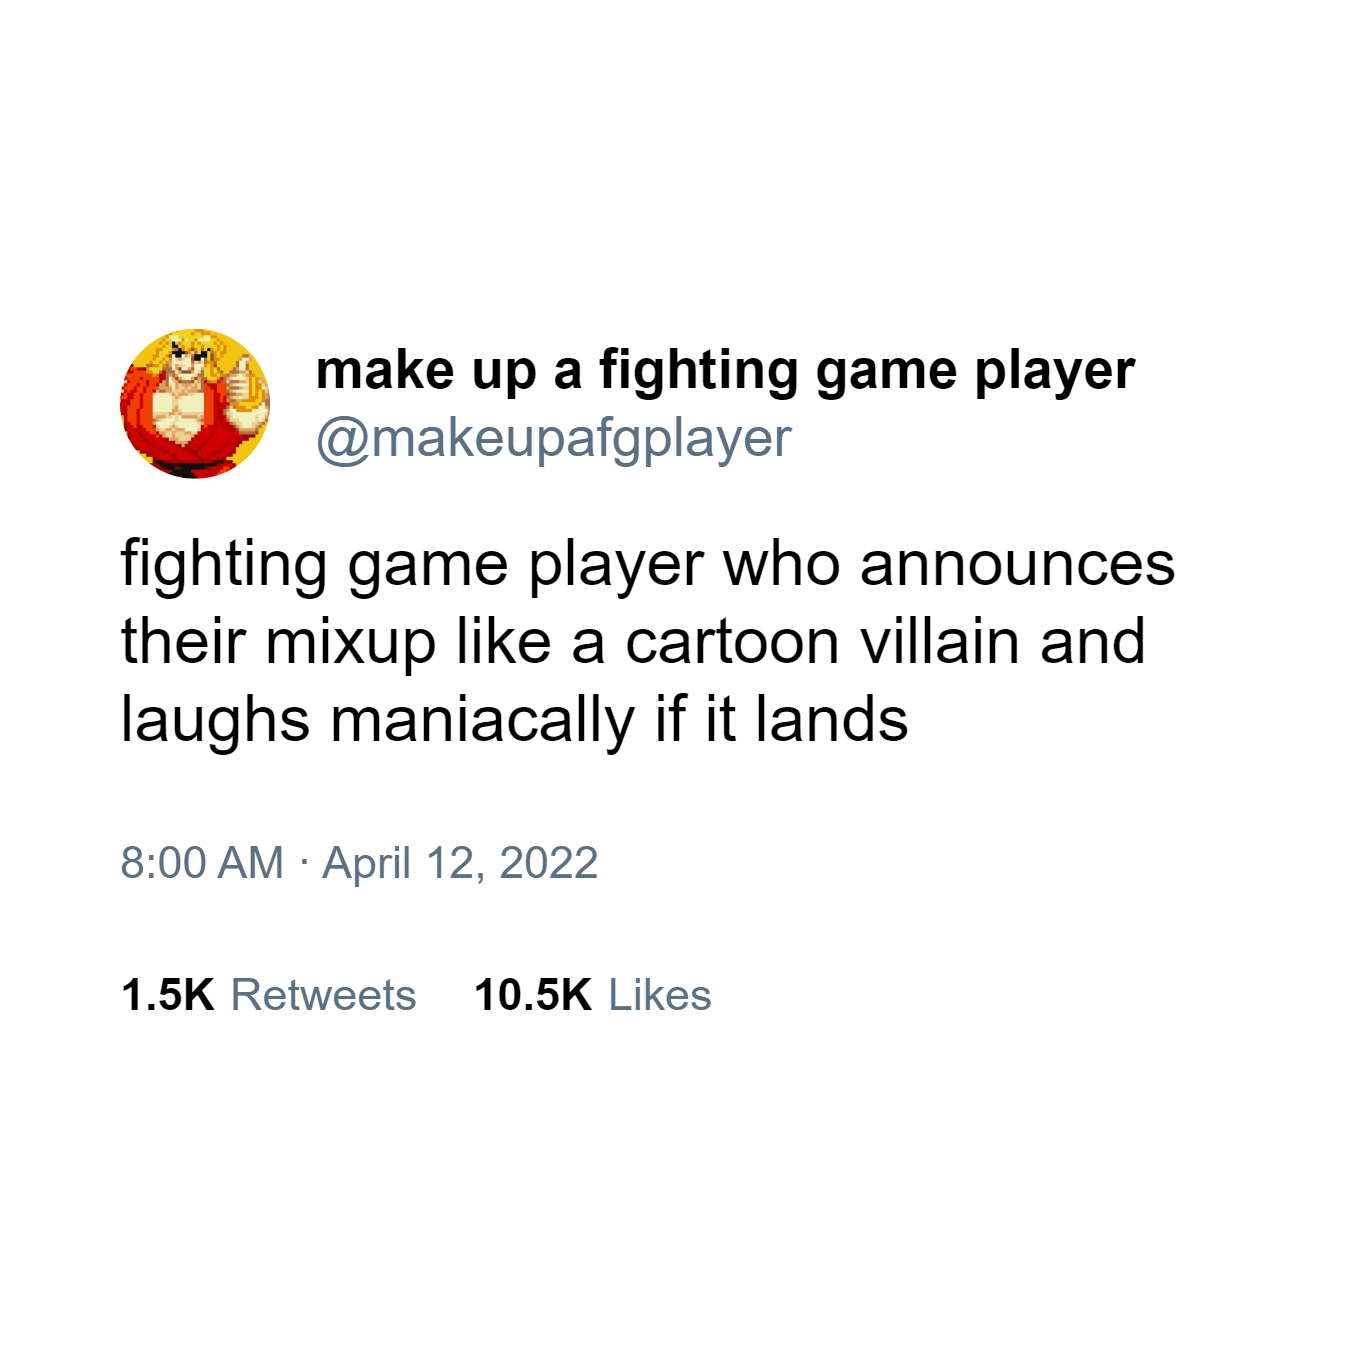 make up a fighting game player
@makeupafgplayer
fighting game player who announces
their mixup like a cartoon villain and
laughs maniacally if it lands
8:00 AM · April 12, 2022
1.5K Retweets 10.5K Likes